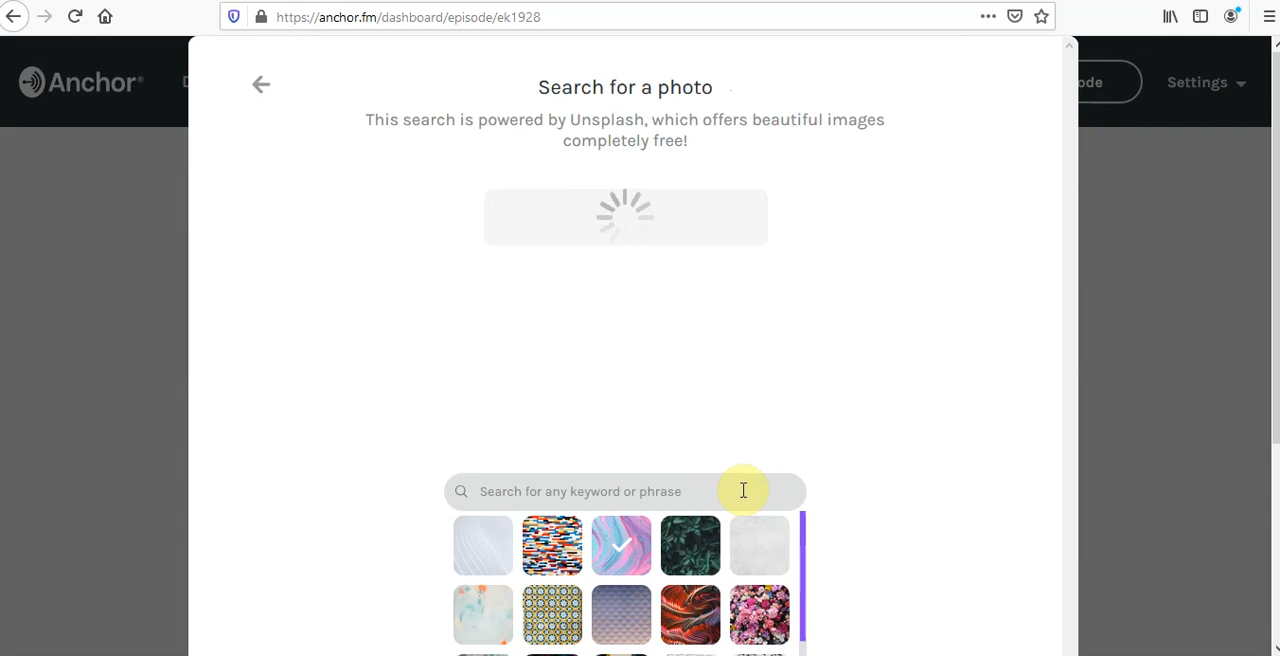 https://anchor.fm/dashboard/episode/ek1928
Anchor®
D
ode
Settings
Search for a photo
This search is powered by Unsplash, which offers beautiful images
completely free!
Search for any keyword or phrase